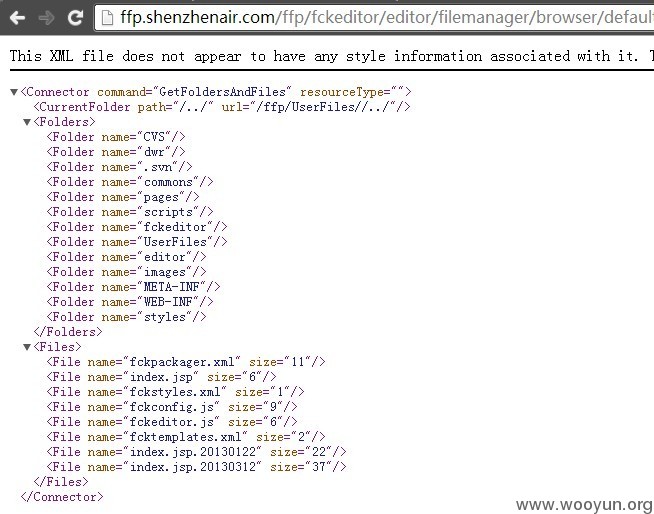 ffp.shenzhenair.com/ffp/fckeditor/editor/filemanager/browser/defaul
This XML file does not appear to have any style information associated with it.
▼<Connector command="GetFoldersAndFiles" resourceType="">
<CurrentFolder path="/../" url="/ffp/UserFiles//../"/>
▼<Folders>
<Folder name="CVS"/>
<Folder name="dwr"/>
<Folder name=".svn"/>
<Folder name="commons"/>
<Folder name="pages"/>
<Folder name="scripts"/>
<Folder name="fckeditor"/>
<Folder name="UserFiles"/>
<Folder name="editor"/>
<Folder name="images"/>
<Folder name="META-INF"/>
<Folder name="WEB-INF"/>
<Folder name="styles"/>
</Folders>
▼<Files>
<File name="fckpackager.xml" size="11"/>
<File name="index.jsp" size="6"/>
<File name="fckstyles.xml" size="1"/>
<File name="fckconfig.js" size="9"/>
<File name="fckeditor.js" size="6"/>
<File name="fcktemplates.xml" size="2"/>
<File name="index.jsp.20130122" size="22"/>
<File name="index.jsp.20130312" size="37"/>
</Files>
</Connector>
www.wooyun.org